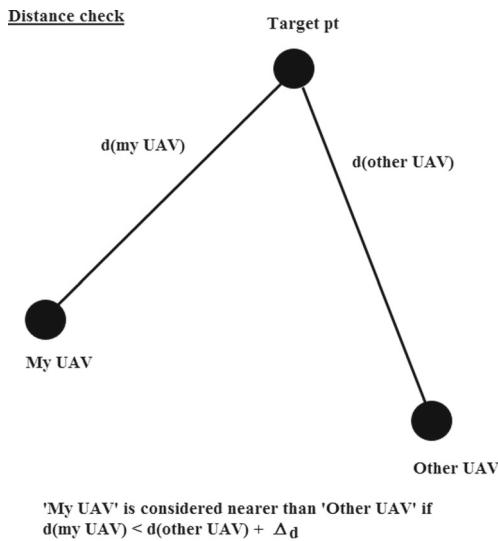 Distance check
Target pt
d(my UAV)
d(other UAV)
My UAV
Other UAV
'My UAV' is considered nearer than 'Other UAV' if
d(my UAV) < d(other UAV) + Δd